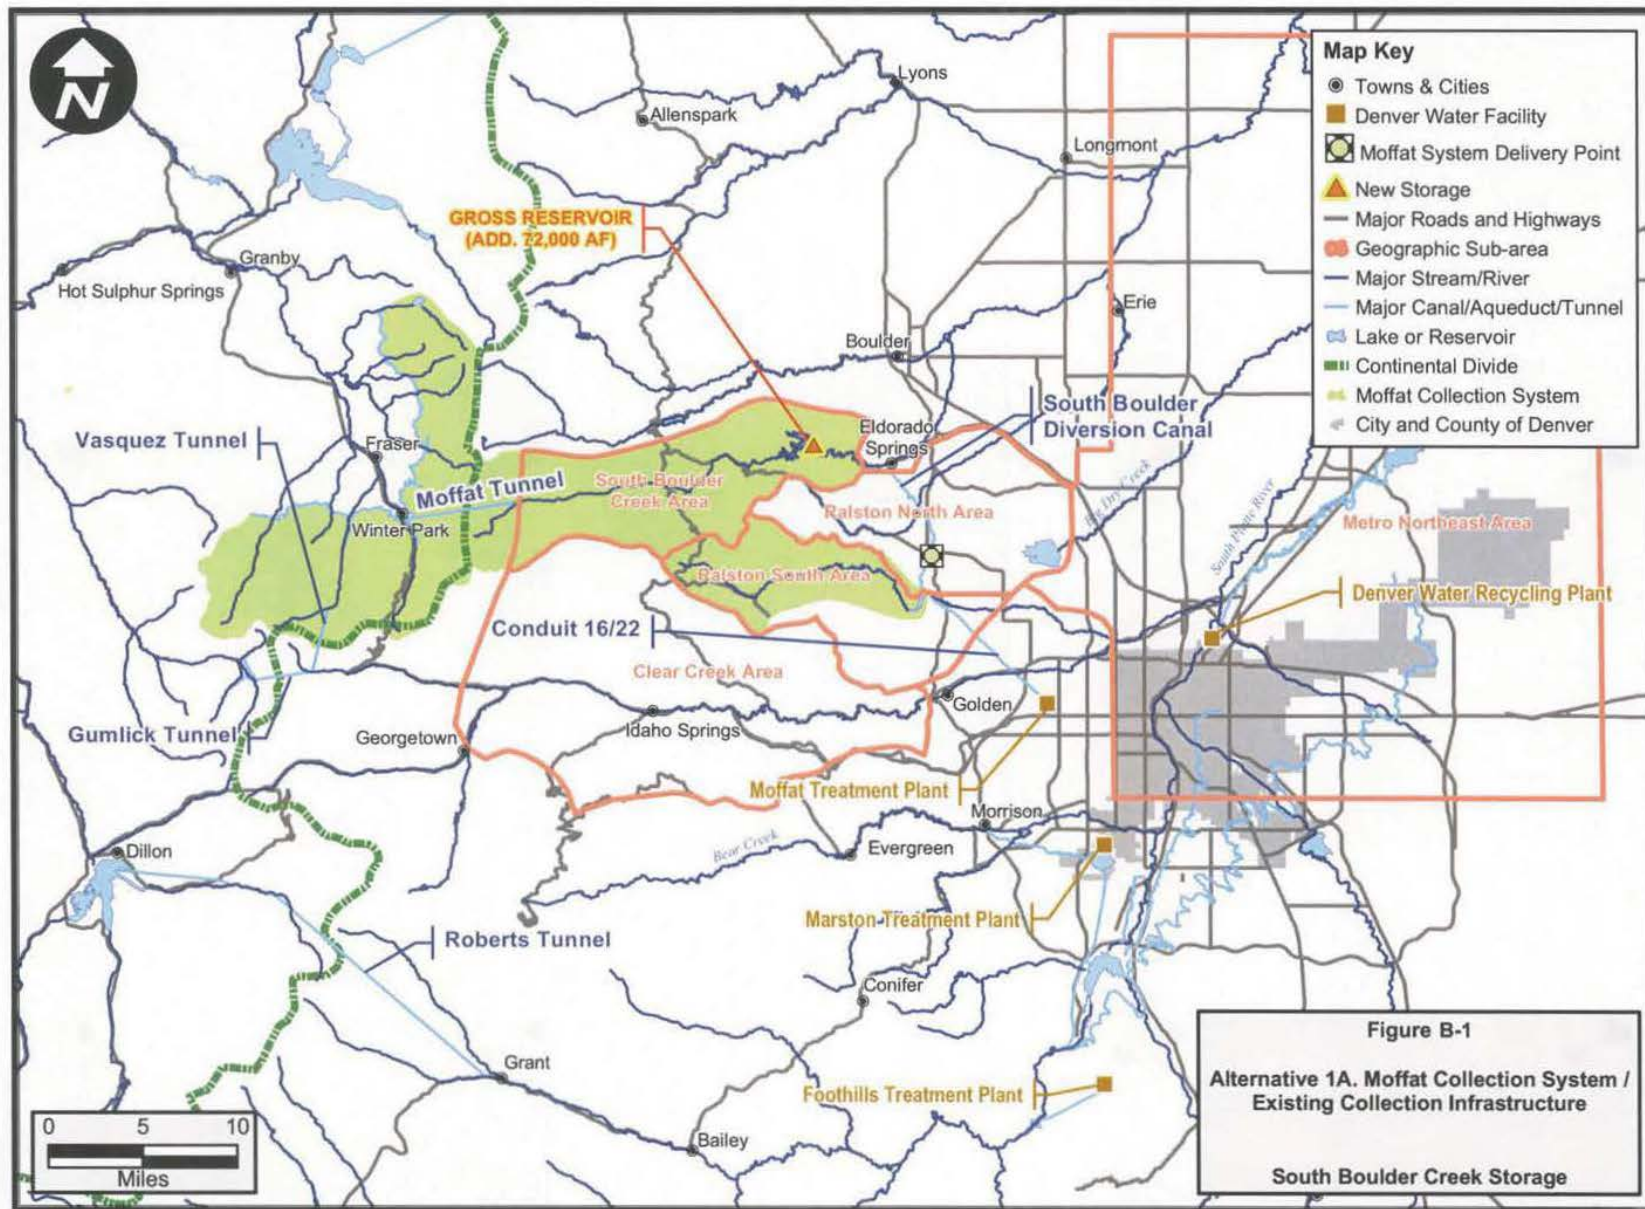 N
Lyons
Allenspark
Longmont
GROSS RESERVOIR
(ADD. 72,000 AF)
Granby
Hot Sulphur Springs
Erie
Boulder
South Boulder
Diversion Canal
Eldorado
Springs
Vasquez Tunnel
Fraser
Moffat Tunnel
South Boulder
Creek Area
Ralston North Area
Big Dry Creek
South Platte River
Metro Northeast Area
Winter Park
Ralston South Area
Denver Water Recycling Plant
Conduit 16/22
Clear Creek Area
Golden
Gumlick Tunnel
Georgetown
Idaho Springs
Moffat Treatment Plant
Morrison
Bear Creek
Evergreen
Dillon
Marston Treatment Plant
Roberts Tunnel
Conifer
Grant
Foothills Treatment Plant
Bailey
Map Key
Towns & Cities
Denver Water Facility
Moffat System Delivery Point
New Storage
Major Roads and Highways
Geographic Sub-area
Major Stream/River
Major Canal/Aqueduct/Tunnel
Lake or Reservoir
Continental Divide
Moffat Collection System
City and County of Denver
0 5 10
Miles
Figure B-1
Alternative 1A. Moffat Collection System /
Existing Collection Infrastructure
South Boulder Creek Storage